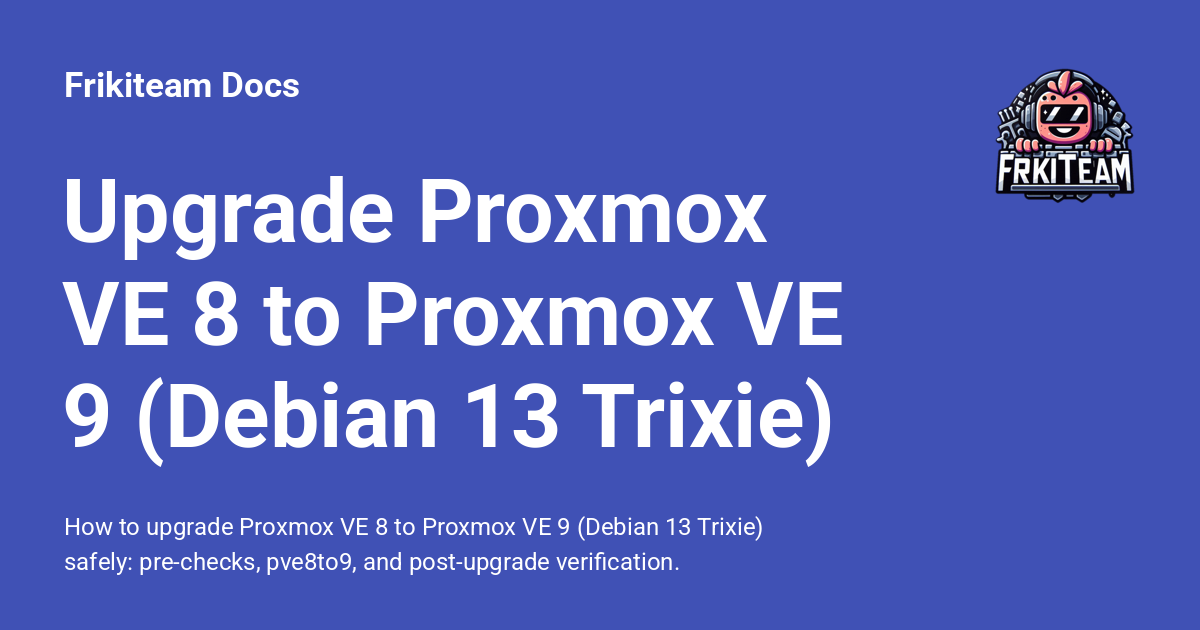 Frikiteam Docs
FRKITEAM
Upgrade Proxmox
VE 8 to Proxmox VE
9 (Debian 13 Trixie)
How to upgrade Proxmox VE 8 to Proxmox VE 9 (Debian 13 Trixie)
safely: pre-checks, pve8to9, and post-upgrade verification.